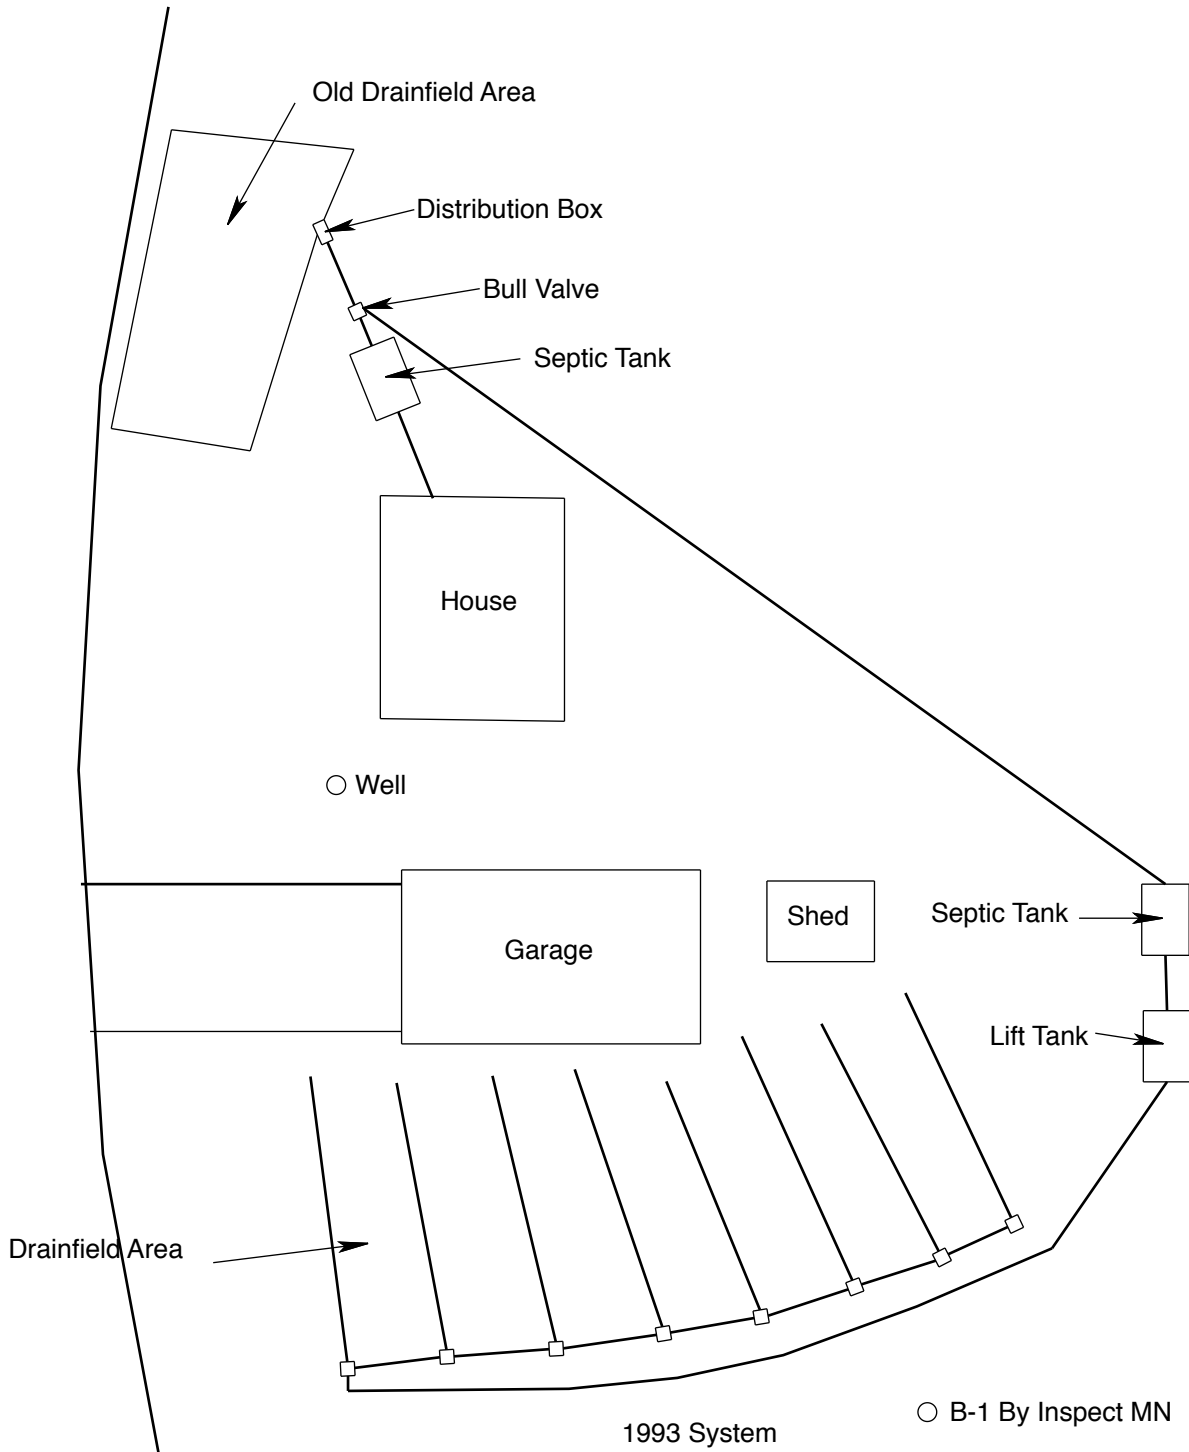 Old Drainfield Area
Distribution Box
Bull Valve
Septic Tank
House
Well
Garage
Shed
Septic Tank
Lift Tank
Drainfield Area
B-1 By Inspect MN
1993 System